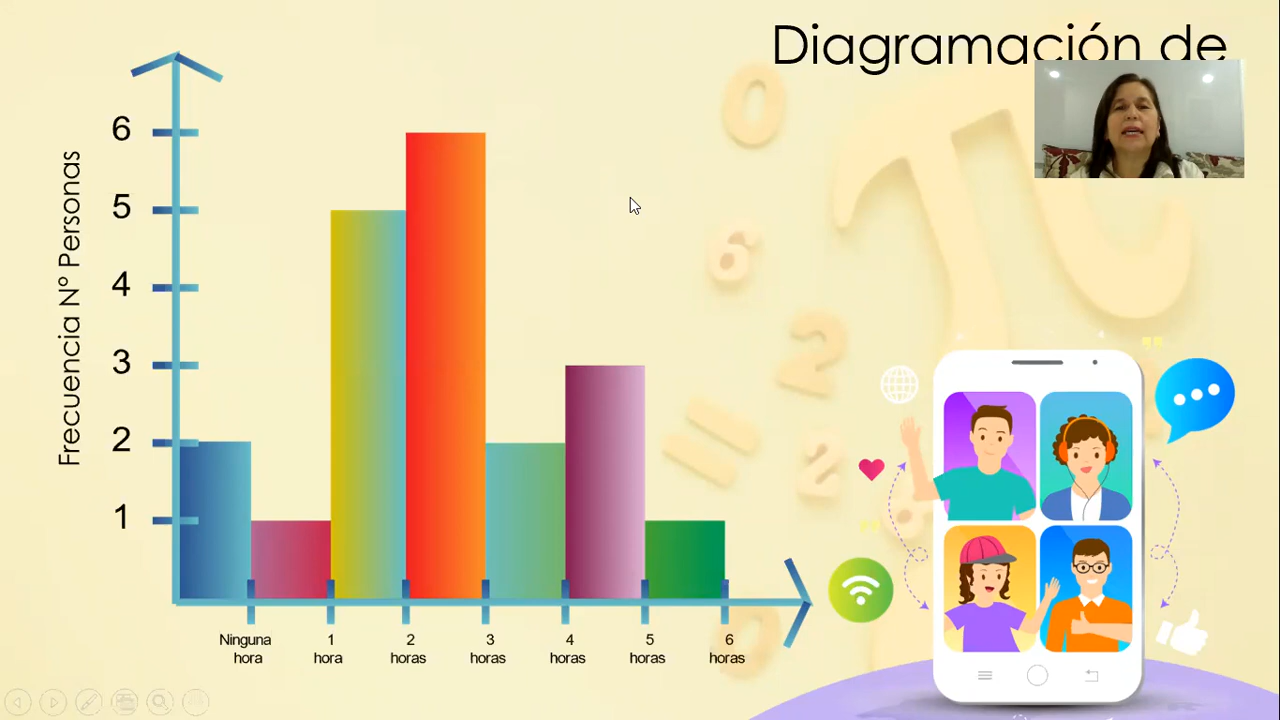 Diagramación de
Frecuencia N° Personas
6
5
4
3
2
1
Ninguna hora
1 hora
2 horas
3 horas
4 horas
5 horas
6 horas